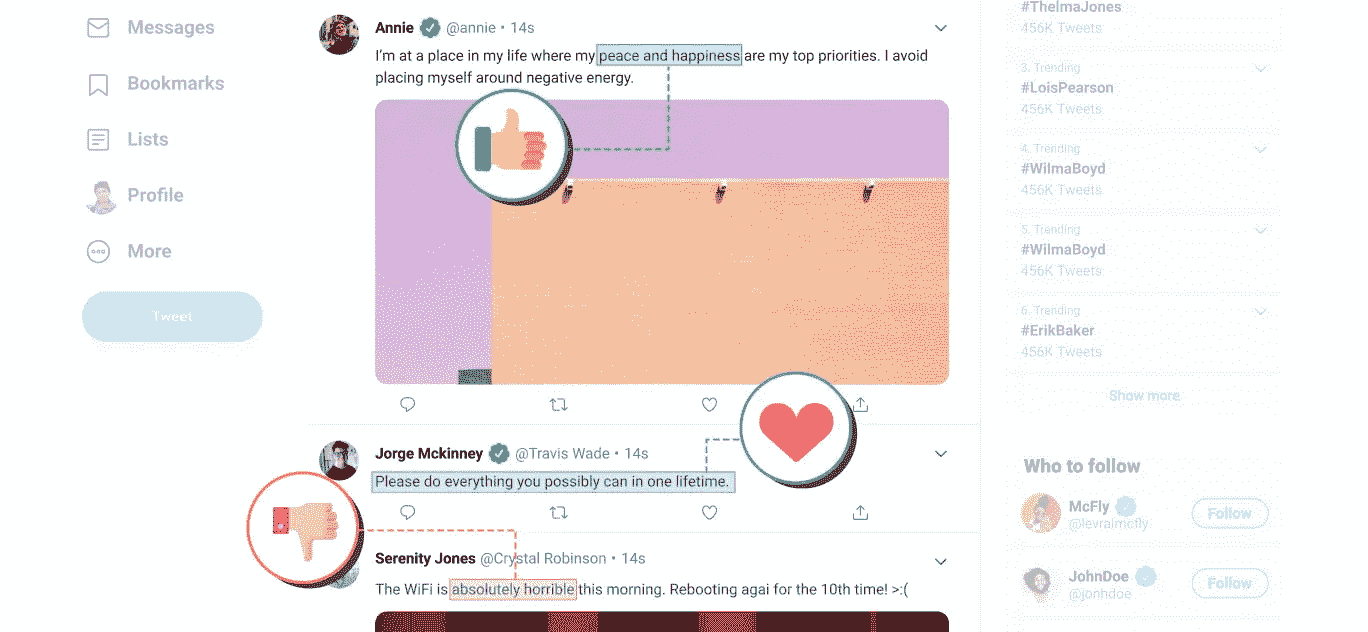 Messages
Bookmarks
Lists
Profile
More
Tweet
Annie @annie • 14s
I'm at a place in my life where my peace and happiness are my top priorities. I avoid
placing myself around negative energy.
Jorge Mckinney @Travis Wade • 14s
Please do everything you possibly can in one lifetime.
Serenity Jones @Crystal Robinson • 14s
The WiFi is absolutely horrible this morning. Rebooting agai for the 10th time! >:(
#ThelmaJones
456K Tweets
3. Trending
#LoisPearson
456K Tweets
4. Trending
#WilmaBoyd
456K Tweets
5. Trending
#WilmaBoyd
456K Tweets
6. Trending
#ErikBaker
456K Tweets
Show more
Who to follow
McFly
@levraimcfly
Follow
JohnDoe
@jonhdoe
Follow